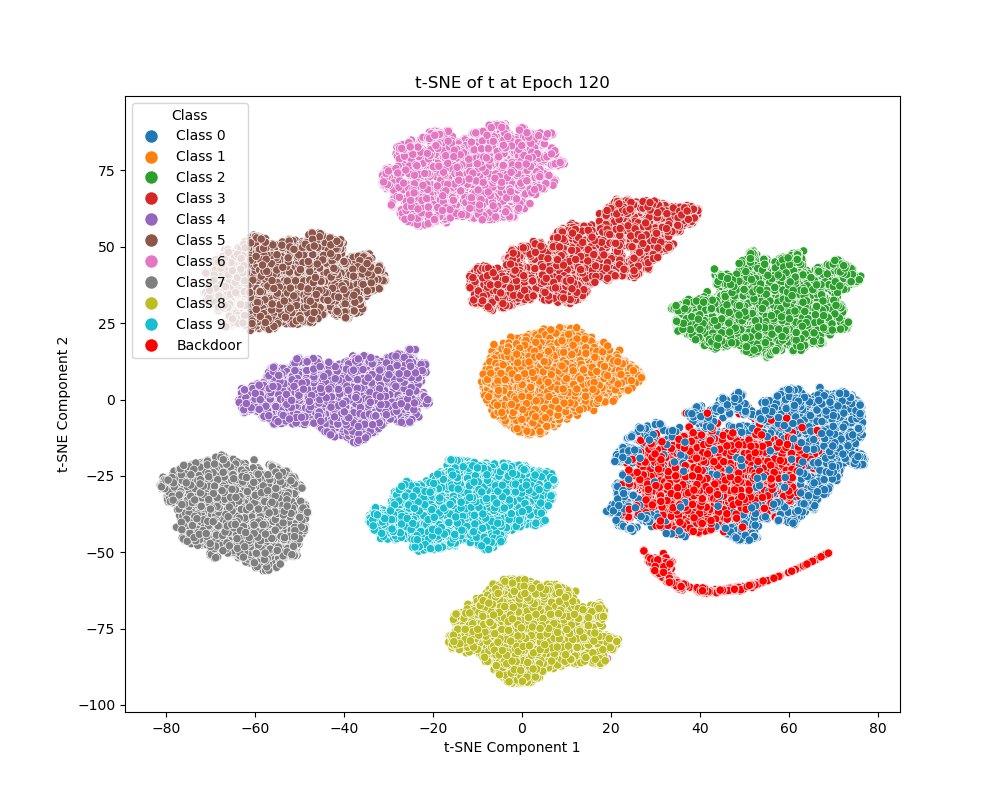 t-SNE of t at Epoch 120
Class
Class 0
Class 1
Class 2
Class 3
Class 4
Class 5
Class 6
Class 7
Class 8
Class 9
Backdoor
75
50
25
0
−25
−50
−75
−100
t-SNE Component 2
−80 −60 −40 −20 0 20 40 60 80
t-SNE Component 1